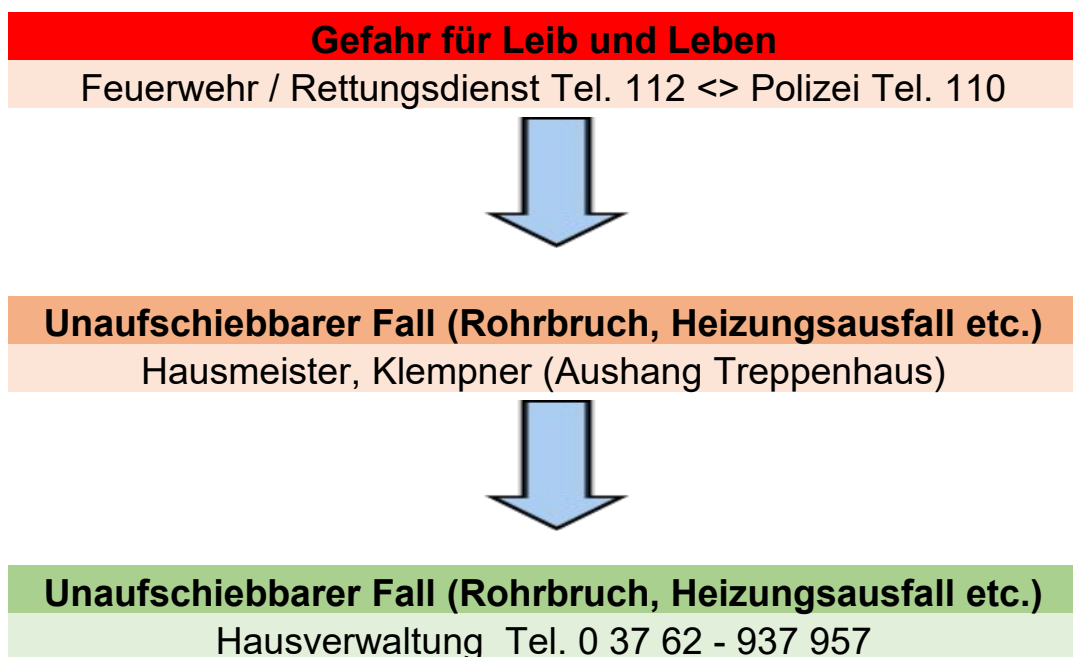 Gefahr für Leib und Leben
Feuerwehr / Rettungsdienst Tel. 112 <> Polizei Tel. 110
Unaufschiebbarer Fall (Rohrbruch, Heizungsausfall etc.)
Hausmeister, Klempner (Aushang Treppenhaus)
Unaufschiebbarer Fall (Rohrbruch, Heizungsausfall etc.)
Hausverwaltung Tel. 0 37 62 - 937 957